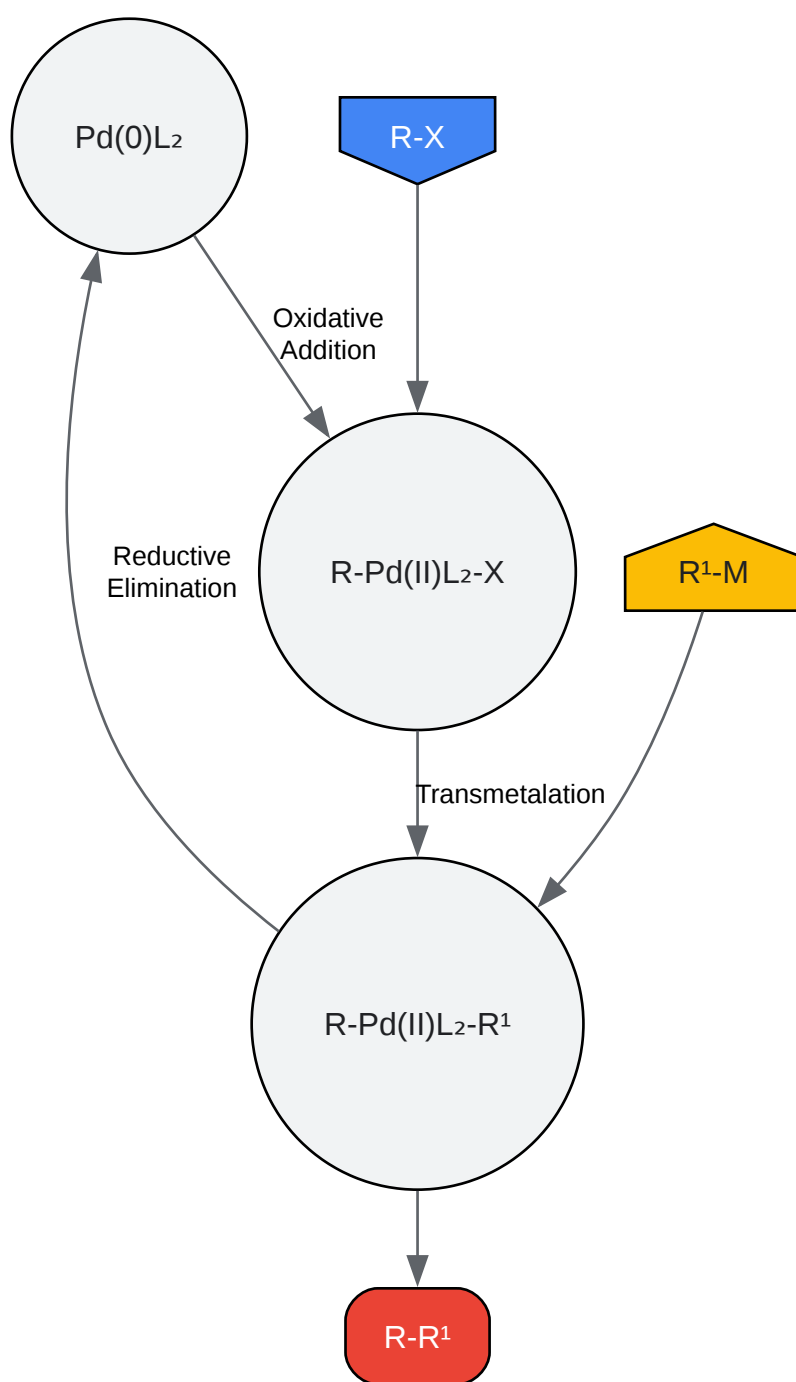 Pd(0)L₂
R-X
Oxidative
Addition
Reductive
Elimination
R-Pd(II)L₂-X
R¹-M
Transmetalation
R-Pd(II)L₂-R¹
R-R¹